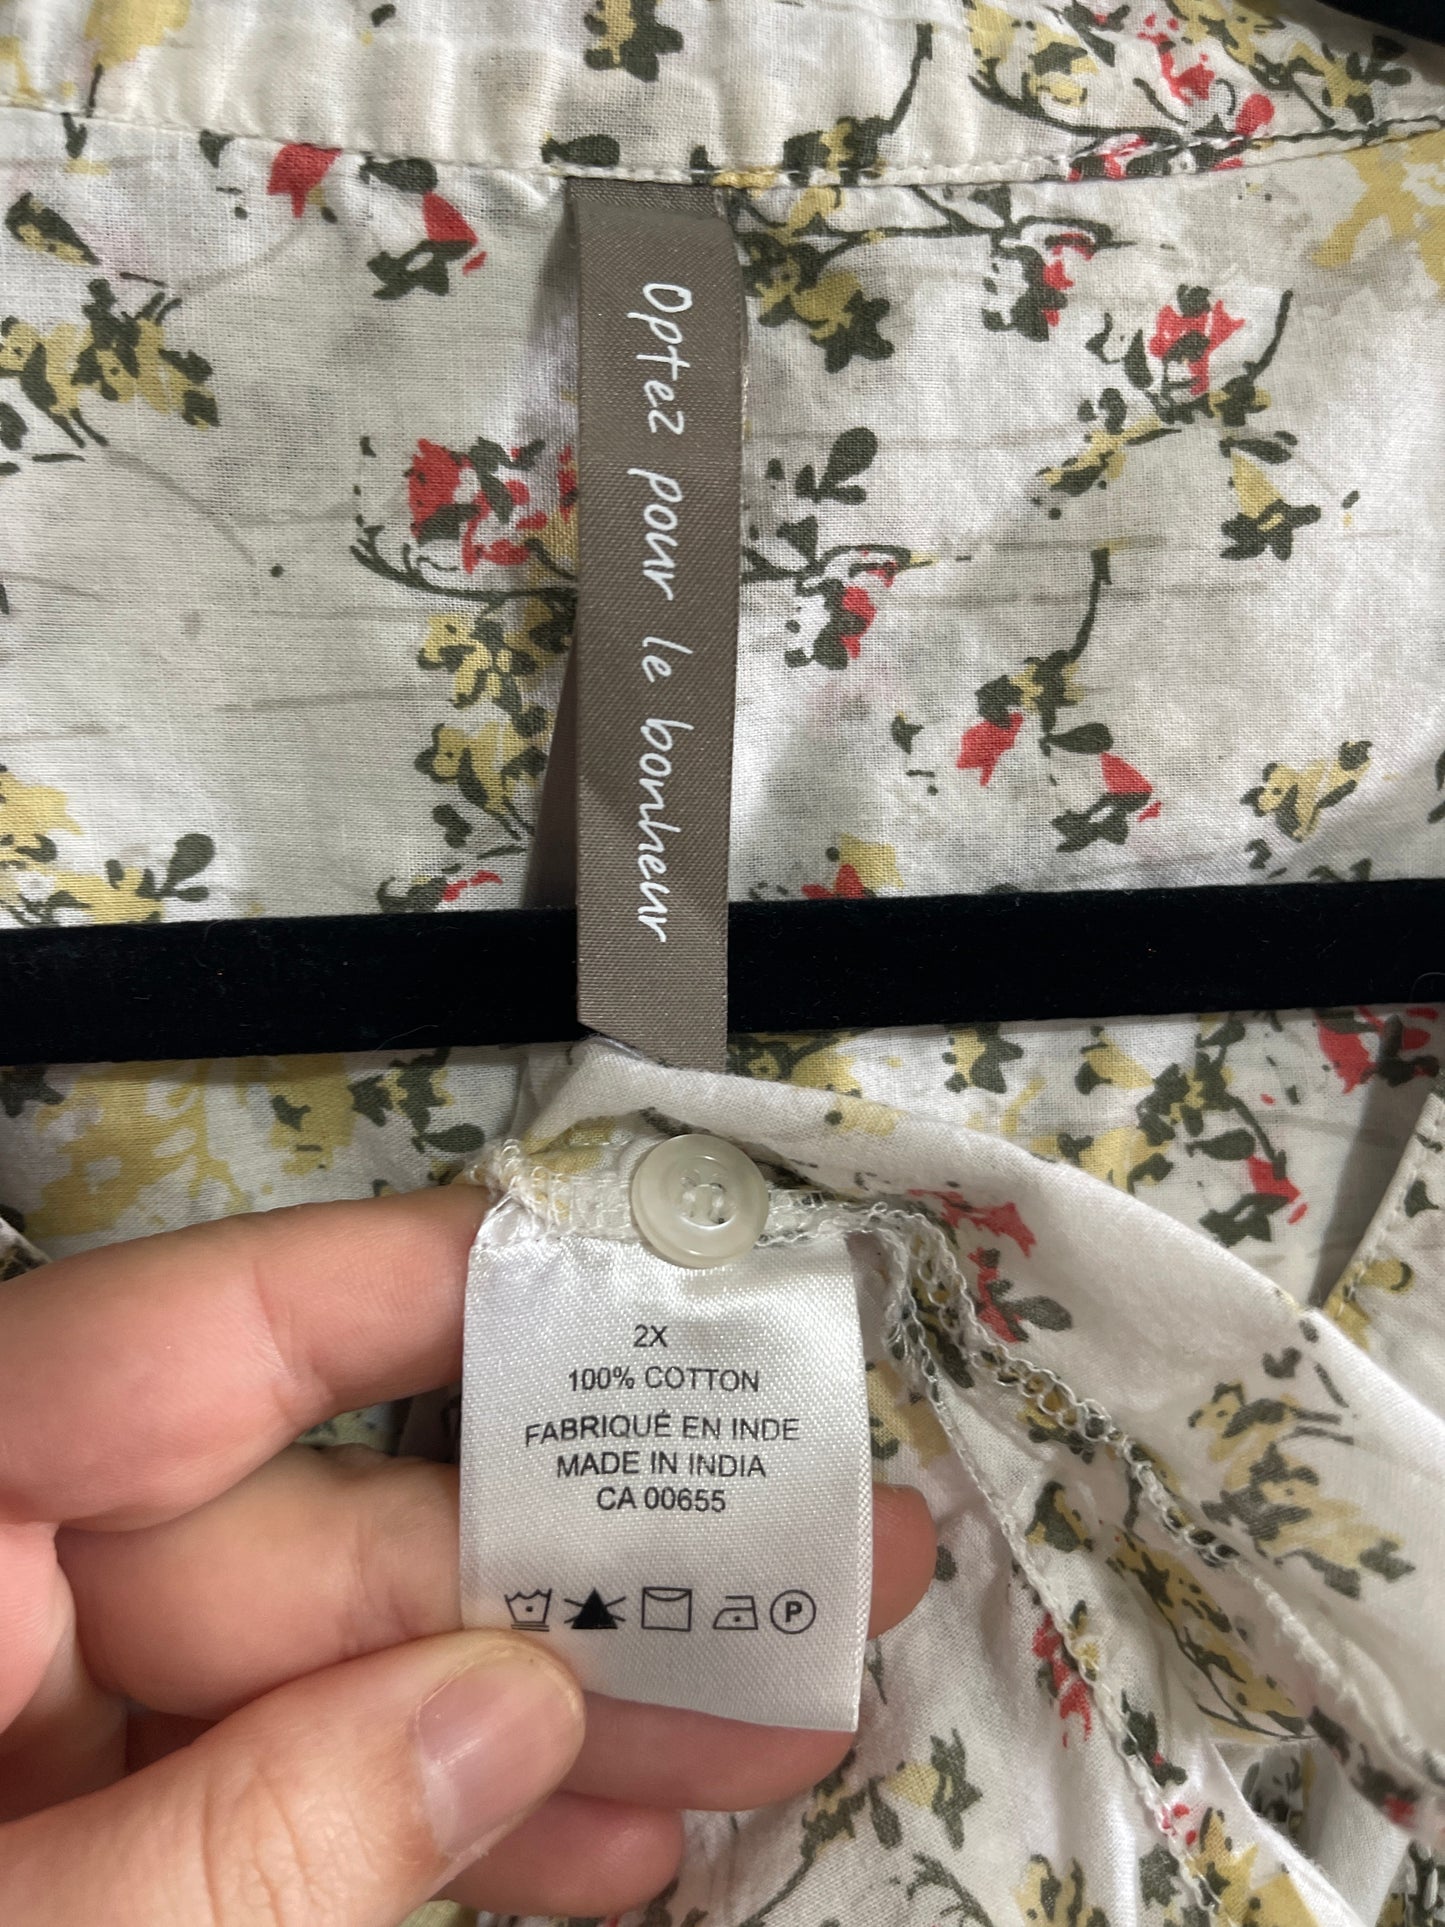 Optez pour le bonheur
2X
100% COTTON
FABRIQUÉ EN INDE
MADE IN INDIA
CA 00655
P